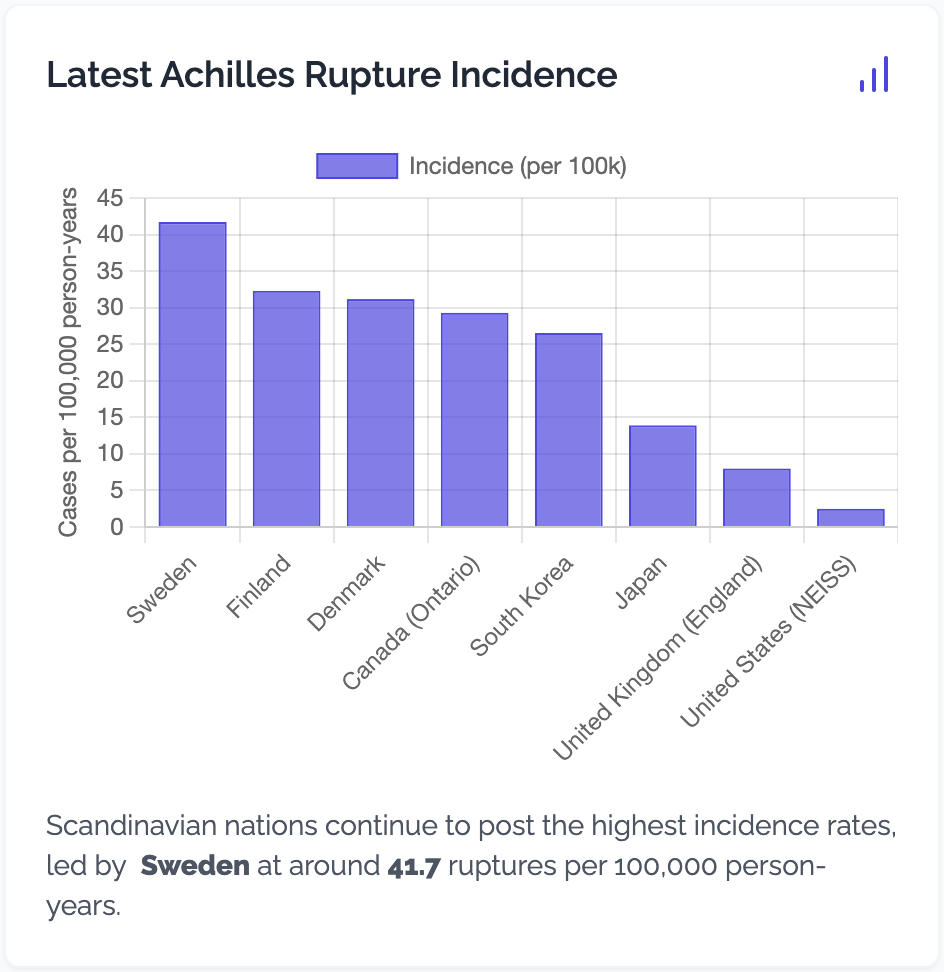 Latest Achilles Rupture Incidence
Incidence (per 100k)
Cases per 100,000 person-years
45
40
35
30
25
20
15
10
5
0
Sweden
Finland
Denmark
Canada (Ontario)
South Korea
Japan
United Kingdom (England)
United States (NEISS)
Scandinavian nations continue to post the highest incidence rates,
led by Sweden at around 41.7 ruptures per 100,000 person-
years.